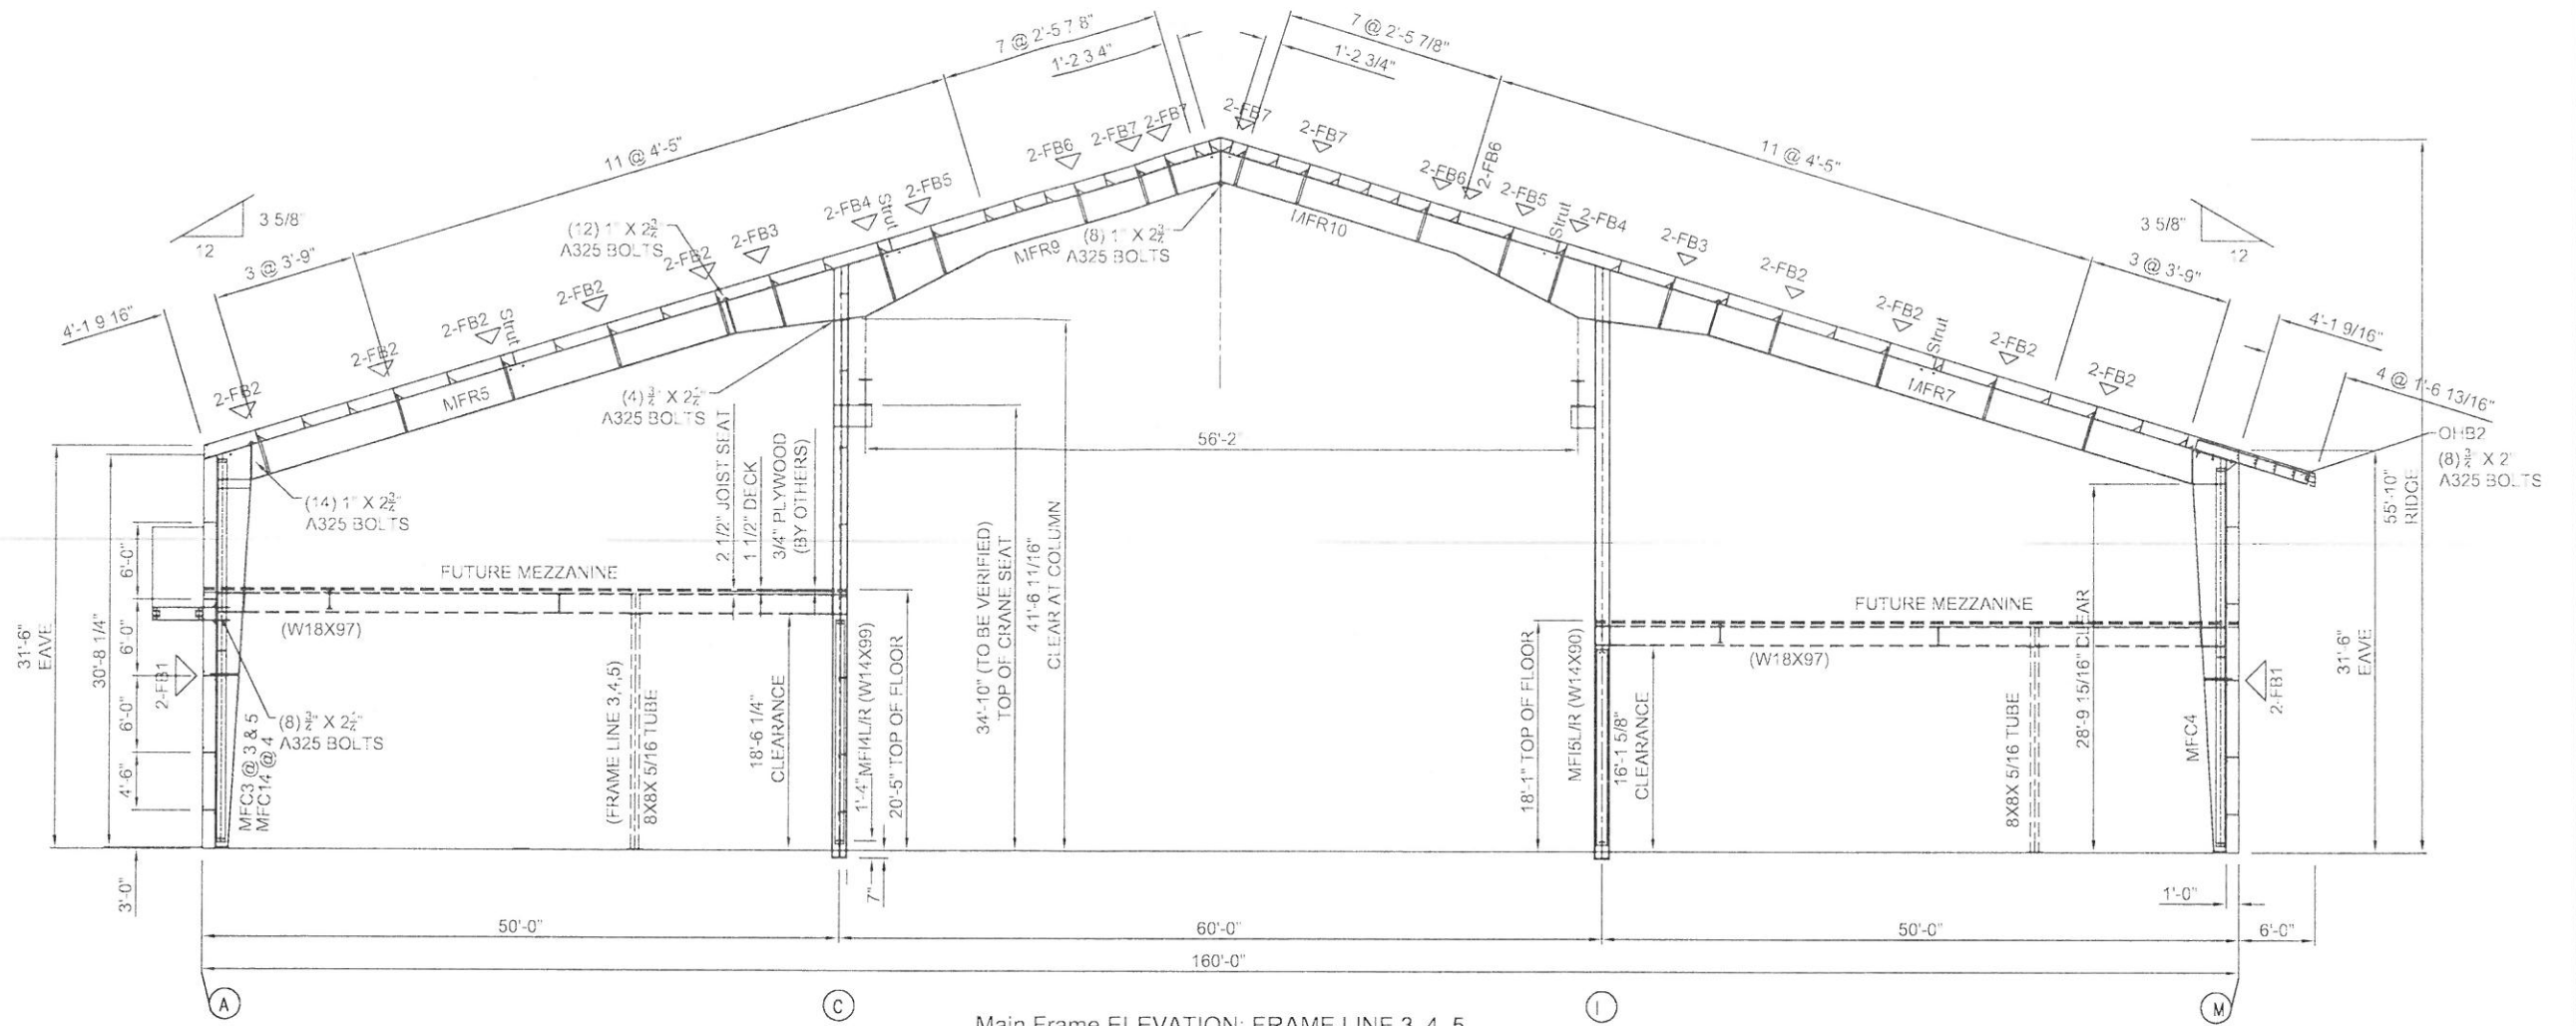 7 @ 2'-5 7 8"
1'-2 3 4"
7 @ 2'-5 7/8"
1'-2 3/4"
11 @ 4'-5"
11 @ 4'-5"
2-FB7
2-FB7
2-FB6
2-FB7
2-FB7
2-FB6
2-FB6
2-FB5
2-FB4
Strut
2-FB5
Strut
2-FB4
3 5/8"
12
3 @ 3'-9"
(12) 1" X 2 3/4"
A325 BOLTS
2-FB3
2-FB2
MFR9
(8) 1" X 2 3/4"
A325 BOLTS
MFR10
2-FB3
2-FB2
3 5/8"
12
3 @ 3'-9"
4'-1 9 16"
2-FB2
2-FB2
Strut
2-FB2
2-FB2
MFR5
2-FB2
Strut
2-FB2
2-FB2
MFR7
4'-1 9/16"
4 @ 1'-6 13/16"
OHB2
(8) 3/4" X 2"
A325 BOLTS
(4) 3/4" X 2 1/4"
A325 BOLTS
56'-2"
(14) 1" X 2 3/4"
A325 BOLTS
2 1/2" JOIST SEAT
1 1/2" DECK
3/4" PLYWOOD
(BY OTHERS)
34'-10" (TO BE VERIFIED)
TOP OF CRANE SEAT
41'-6 11/16"
CLEAR AT COLUMN
55'-10"
RIDGE
31'-6"
EAVE
30'-8 1/4"
6'-0"
6'-0"
6'-0"
4'-6"
3'-0"
2-FB1
FUTURE MEZZANINE
(W18X97)
(8) 3/4" X 2 1/4"
A325 BOLTS
MFC3 @ 3 & 5
MFC14 @ 4
(FRAME LINE 3,4,5)
8X8X 5/16 TUBE
18'-6 1/4"
CLEARANCE
1'-4"
MFI4L/R (W14X99)
20'-5" TOP OF FLOOR
7"
18'-1" TOP OF FLOOR
MFI5L/R (W14X90)
16'-1 5/8"
CLEARANCE
FUTURE MEZZANINE
(W18X97)
8X8X 5/16 TUBE
28'-9 15/16" CLEAR
MFC4
2-FB1
31'-6"
EAVE
1'-0"
6'-0"
50'-0"
60'-0"
50'-0"
160'-0"
A
C
I
M
Main Frame ELEVATION: FRAME LINE 3, 4, 5